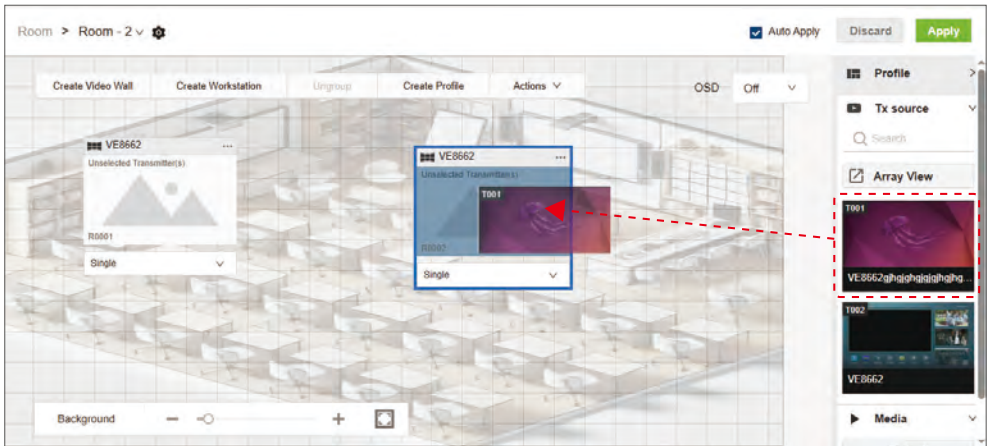 Room > Room - 2
Auto Apply
Discard
Apply
Create Video Wall
Create Workstation
Ungroup
Create Profile
Actions
OSD
Off
VE8662
Unselected Transmitter(s)
R0001
Single
VE8662
Unselected Transmitter(s)
T001
R0002
Single
Background
Profile
Tx source
Search
Array View
T001
T002
VE8662
Media